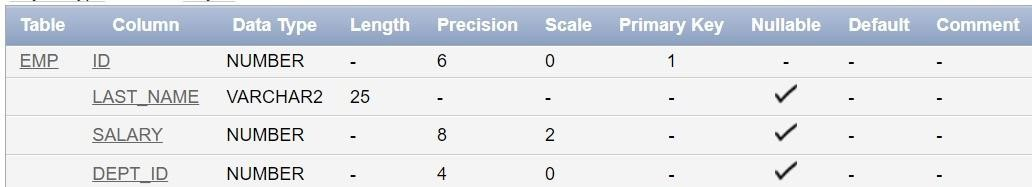 Table Column Data Type Length Precision Scale Primary Key Nullable Default Comment
EMP ID NUMBER - 6 0 1 - - -
LAST_NAME VARCHAR2 25 - - - ✓ - -
SALARY NUMBER - 8 2 - ✓ - -
DEPT_ID NUMBER - 4 0 - ✓ - -